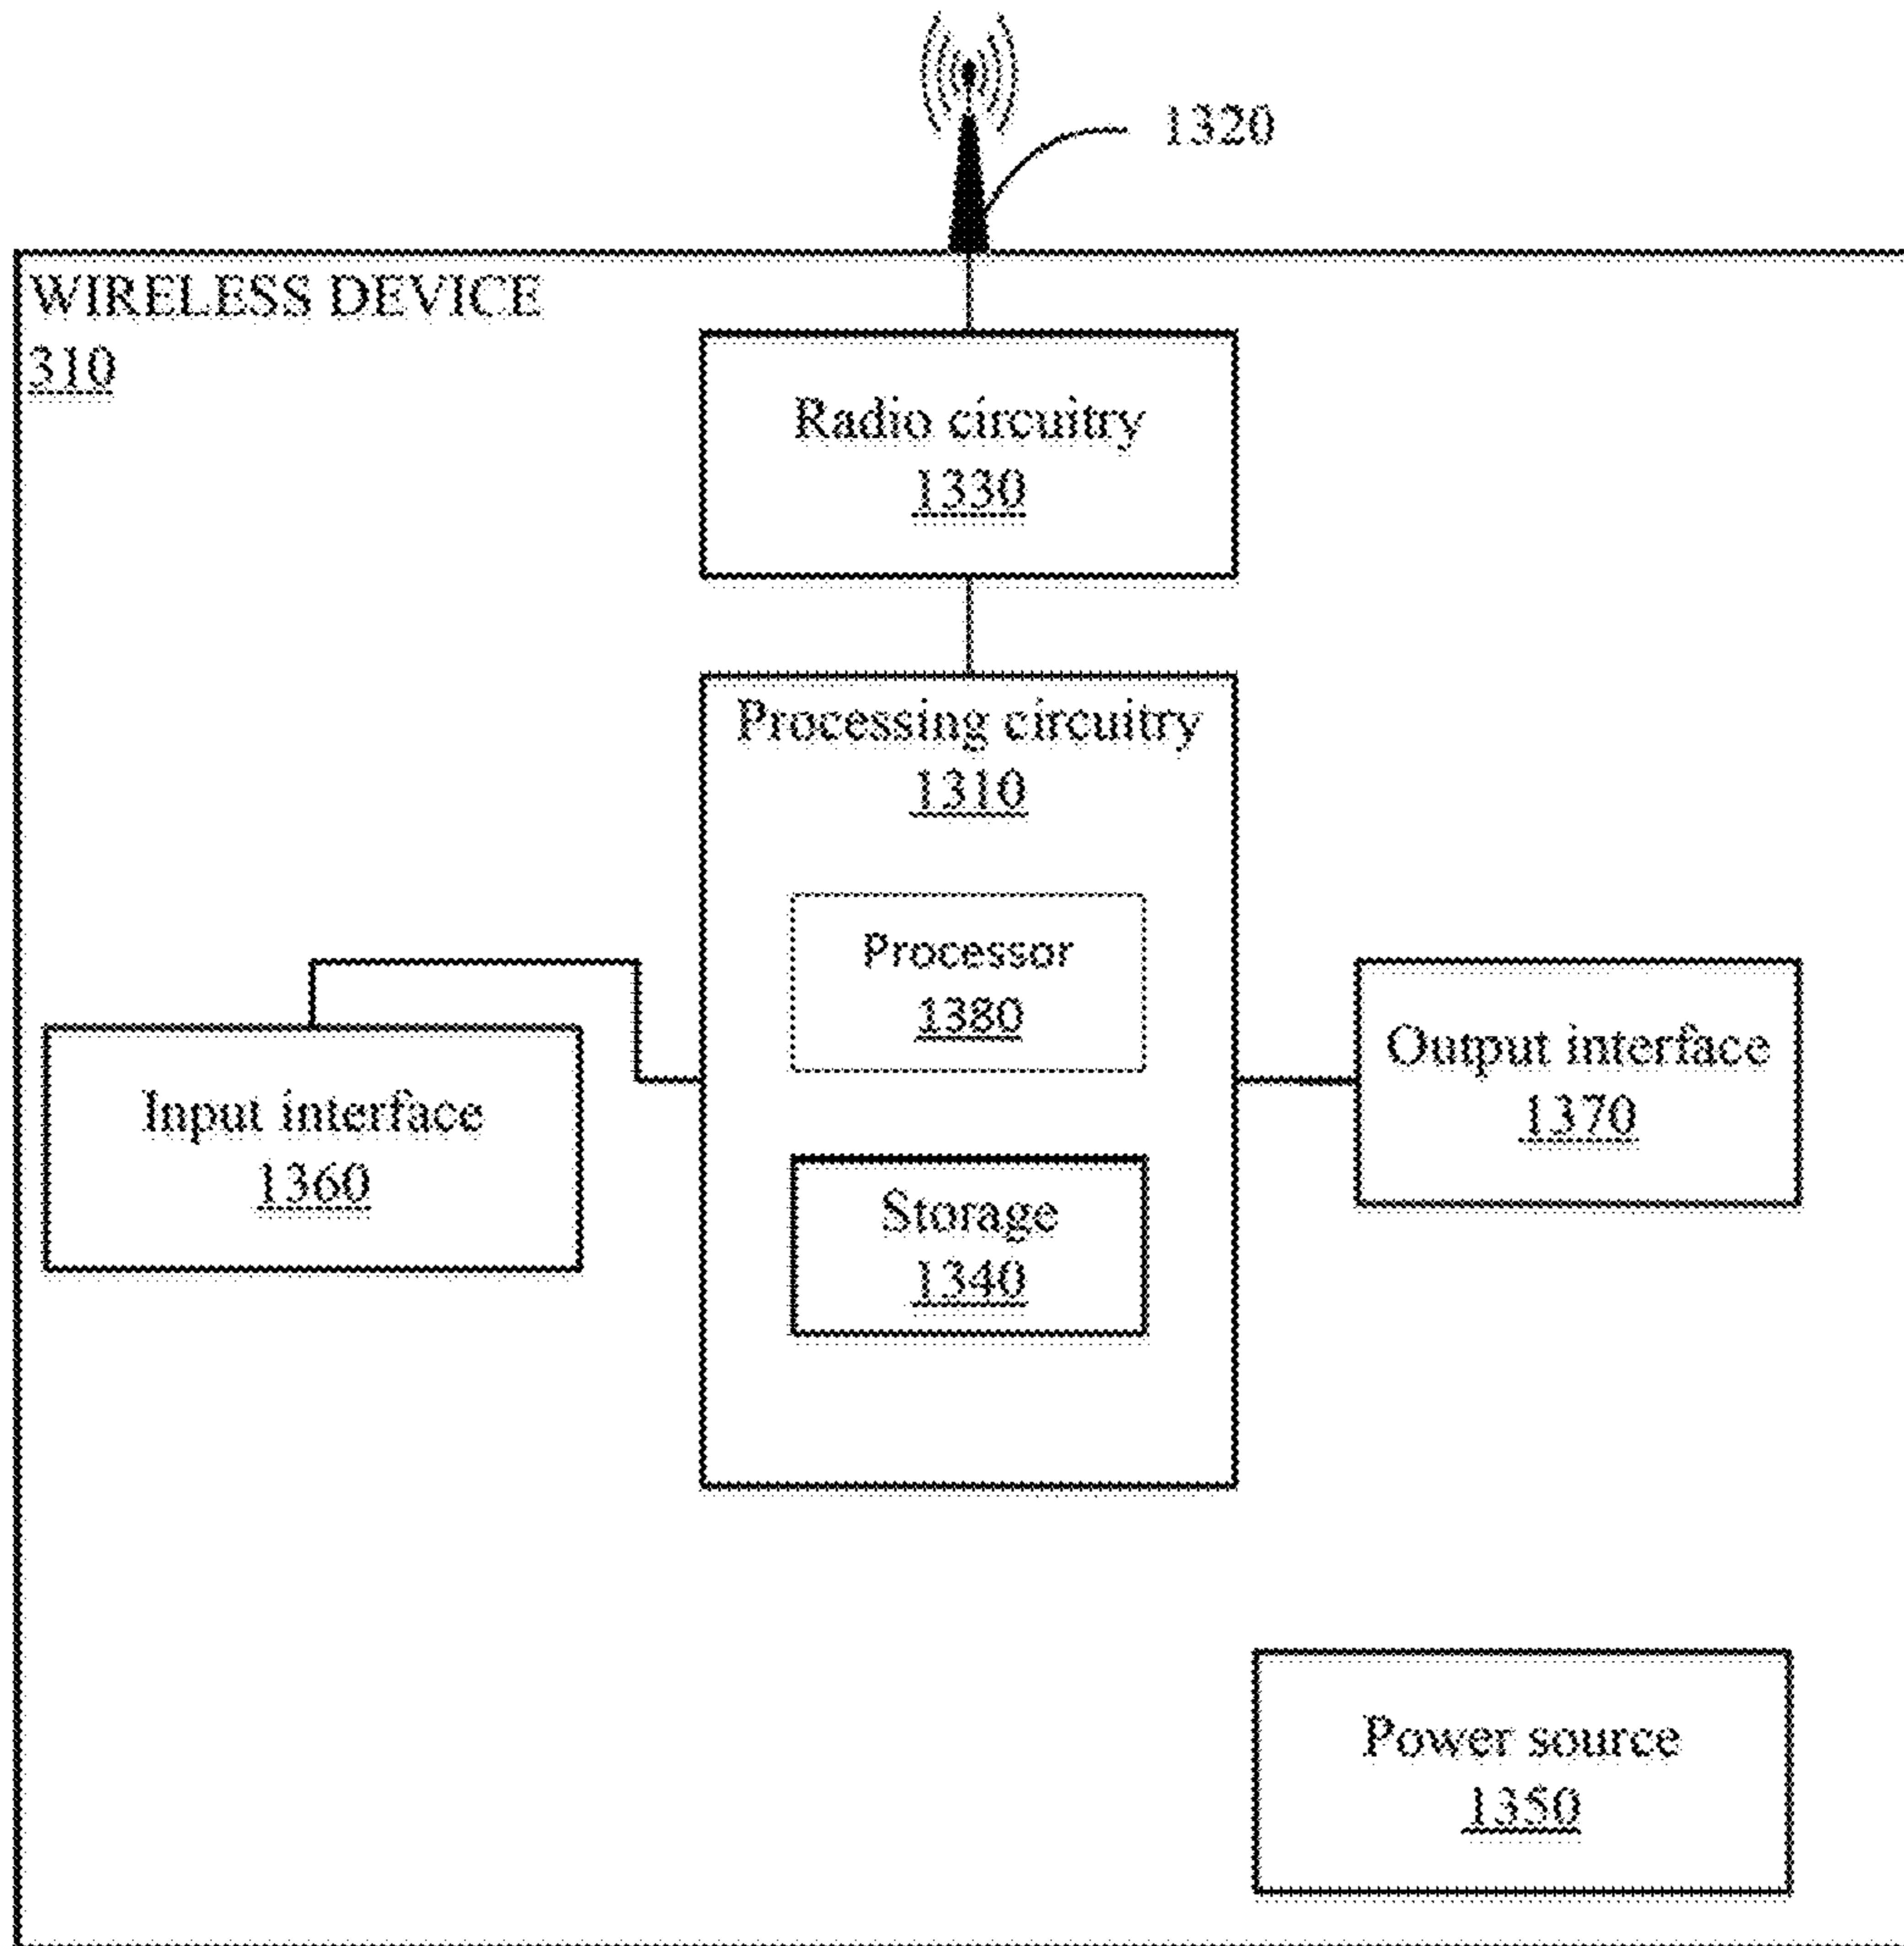 1320
WIRELESS DEVICE
310
Radio circuitry
1330
Processing circuitry
1310
Processor
1380
Input interface
1360
Output interface
1370
Storage
1340
Power source
1350